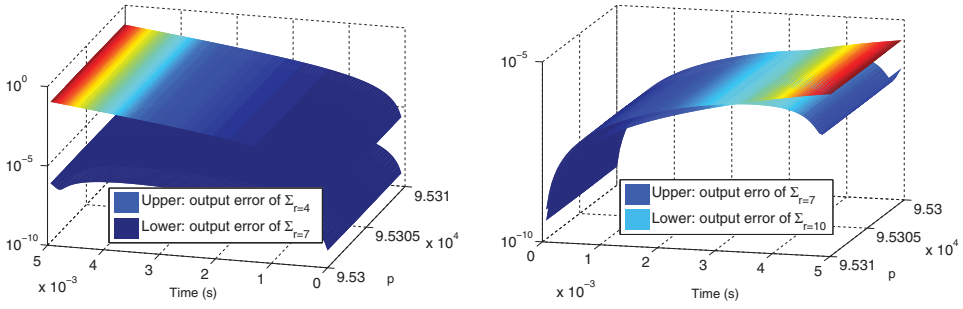 10^0
10^-5
10^-10
Upper: output error of Σ_r=4
Lower: output error of Σ_r=7
5
4
3
2
1
0
x 10^-3
Time (s)
9.53
9.5305
9.531
x 10^4
p
10^-5
10^-10
Upper: output erro of Σ_r=7
Lower: output error of Σ_r=10
0
1
2
3
4
5
x 10^-3
Time (s)
9.531
9.5305
9.53
x 10^4
p